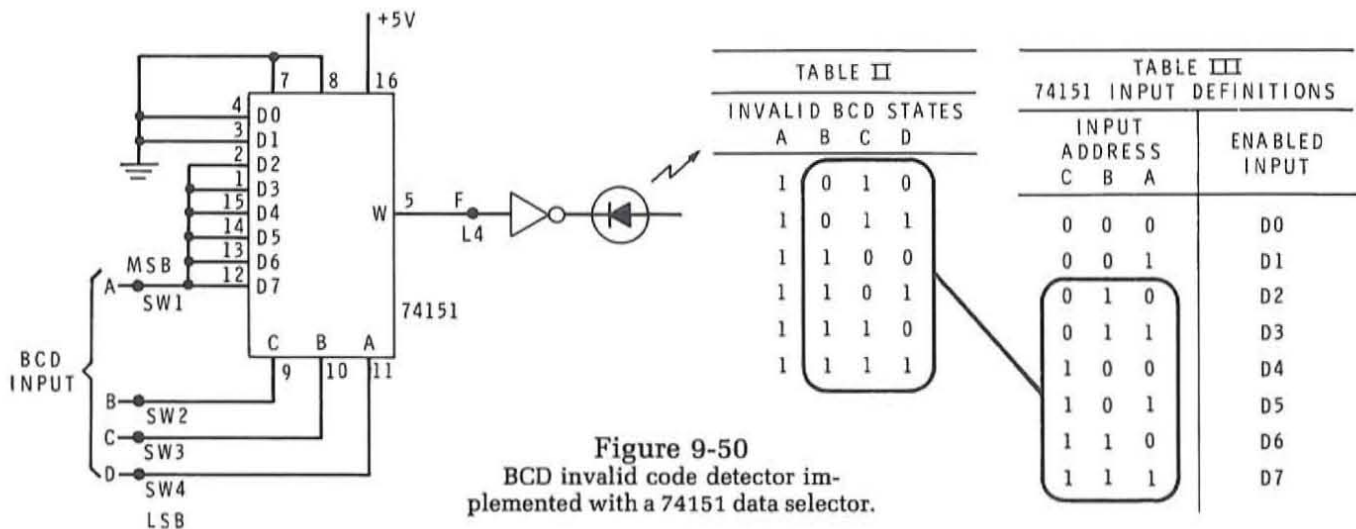 +5V
7 8 16
4 D0
3 D1
2 D2
1 D3
15 D4
14 D5
13 D6
12 D7
W 5 F
L4
74151
C B A
9 10 11
BCD
INPUT
A MSB
SW1
B
SW2
C
SW3
D
SW4
LSB
TABLE II
INVALID BCD STATES
A B C D
1 0 1 0
1 0 1 1
1 1 0 0
1 1 0 1
1 1 1 0
1 1 1 1
TABLE III
74151 INPUT DEFINITIONS
INPUT
ADDRESS
C B A
ENABLED
INPUT
0 0 0 D0
0 0 1 D1
0 1 0 D2
0 1 1 D3
1 0 0 D4
1 0 1 D5
1 1 0 D6
1 1 1 D7
Figure 9-50
BCD invalid code detector im-
plemented with a 74151 data selector.